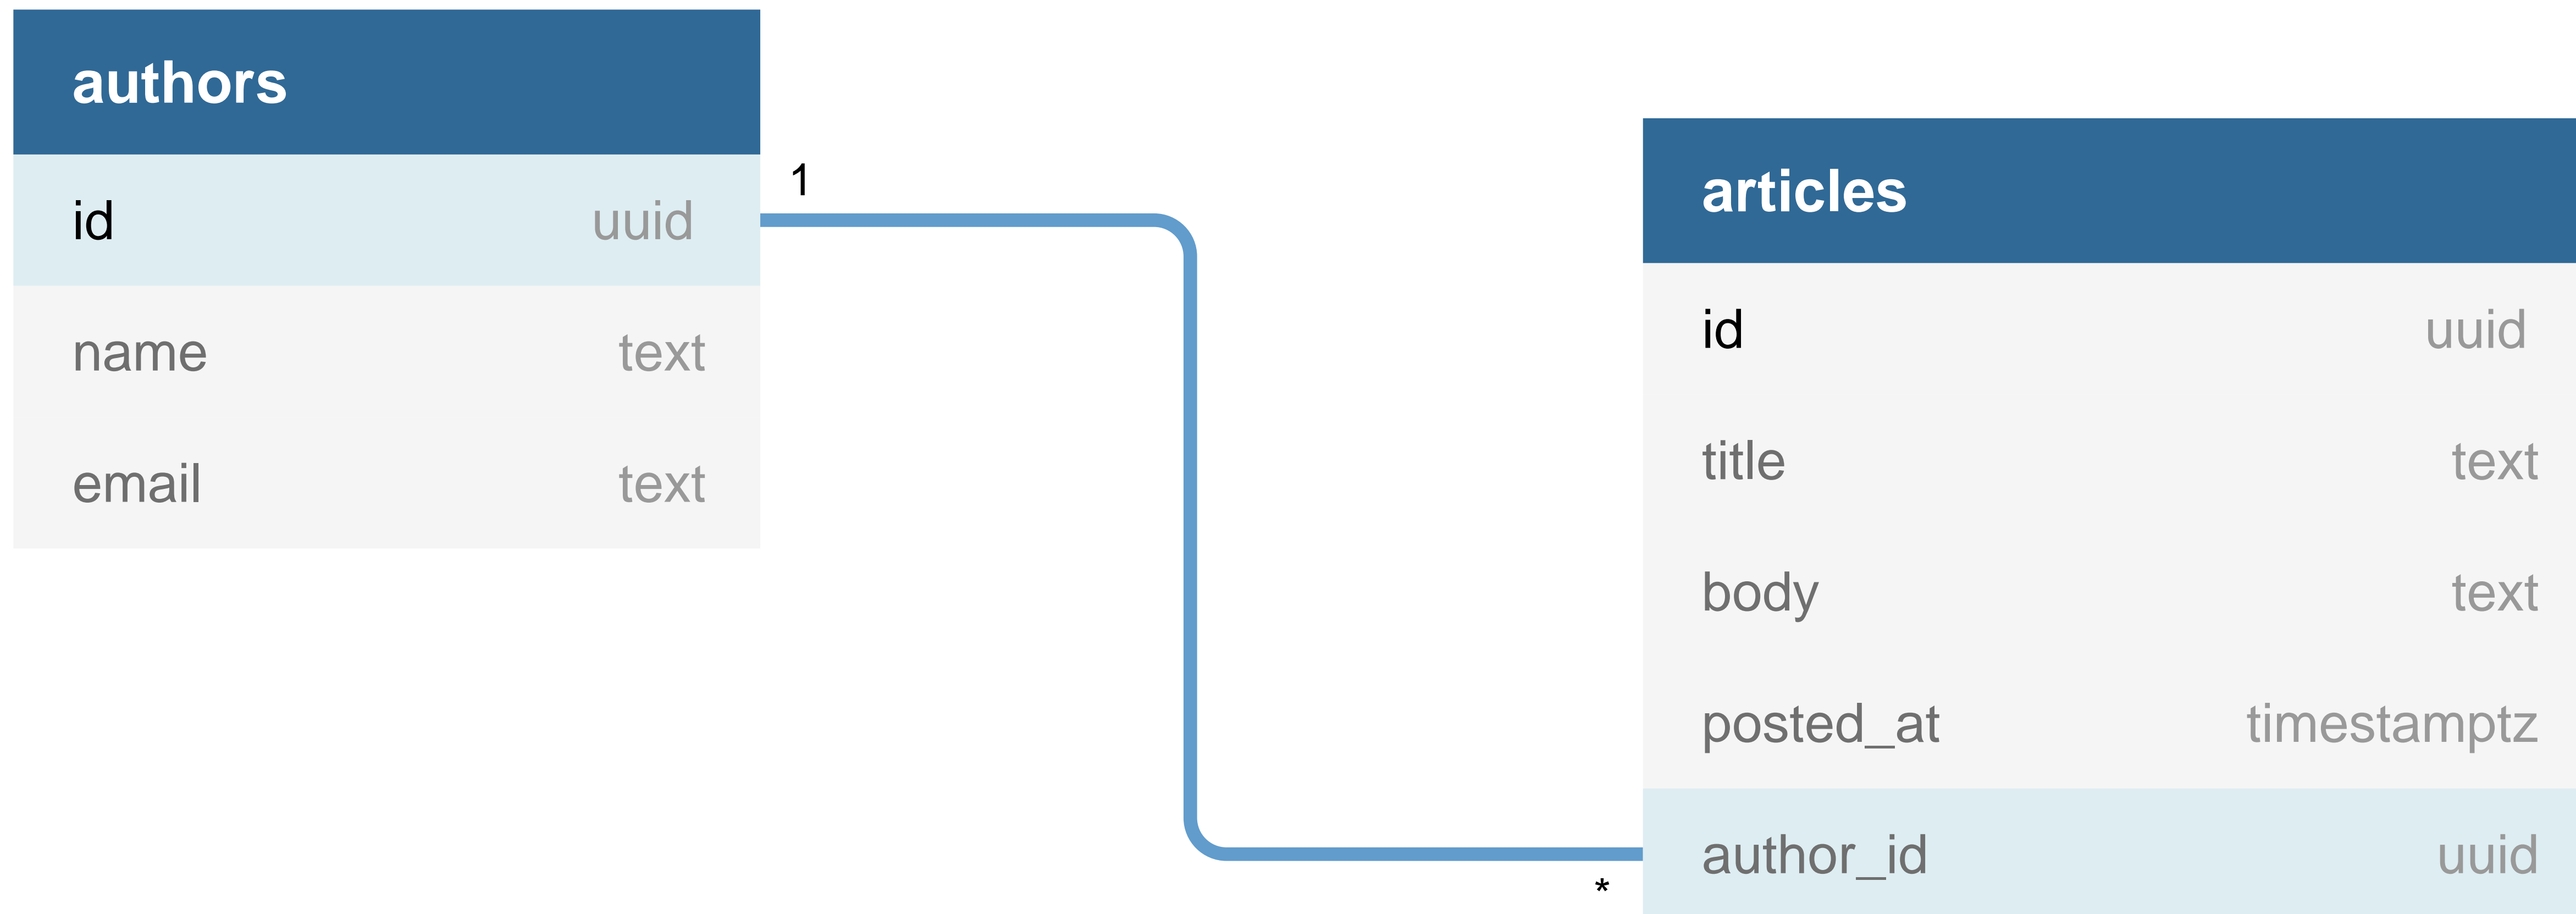 authors
id uuid
name text
email text
1
*
articles
id uuid
title text
body text
posted_at timestamptz
author_id uuid